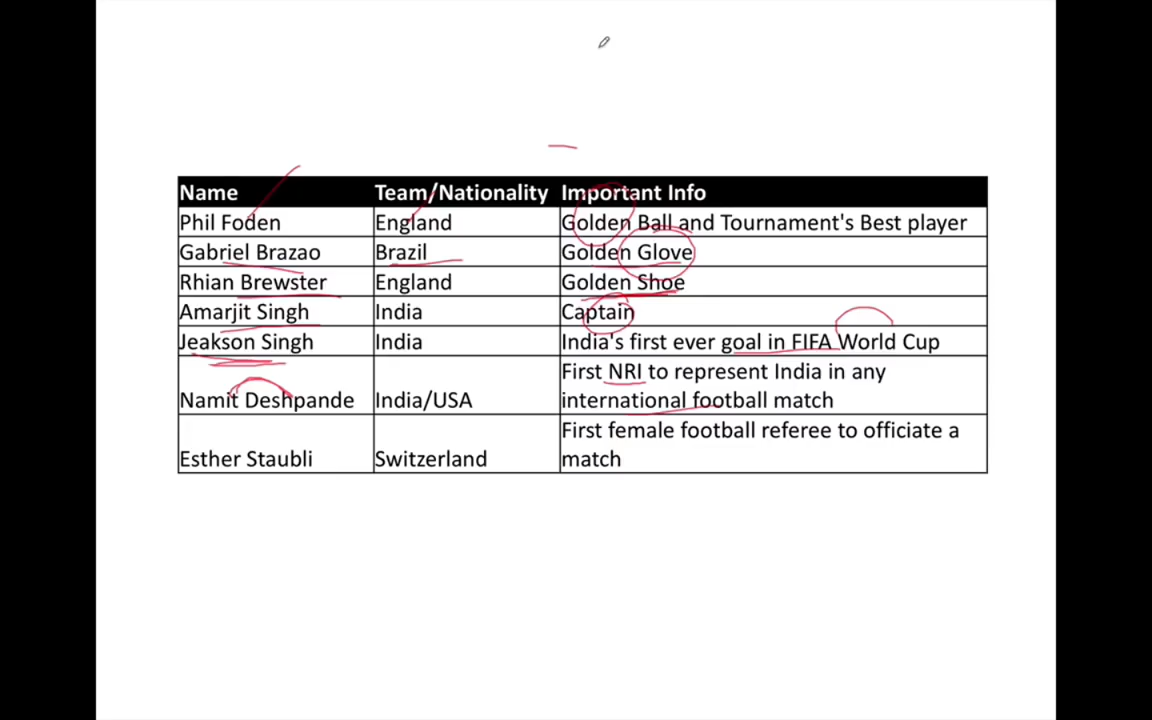 Name Team/Nationality Important Info
Phil Foden England Golden Ball and Tournament's Best player
Gabriel Brazao Brazil Golden Glove
Rhian Brewster England Golden Shoe
Amarjit Singh India Captain
Jeakson Singh India India's first ever goal in FIFA World Cup
First NRI to represent India in any
Namit Deshpande India/USA international football match
First female football referee to officiate a
Esther Staubli Switzerland match